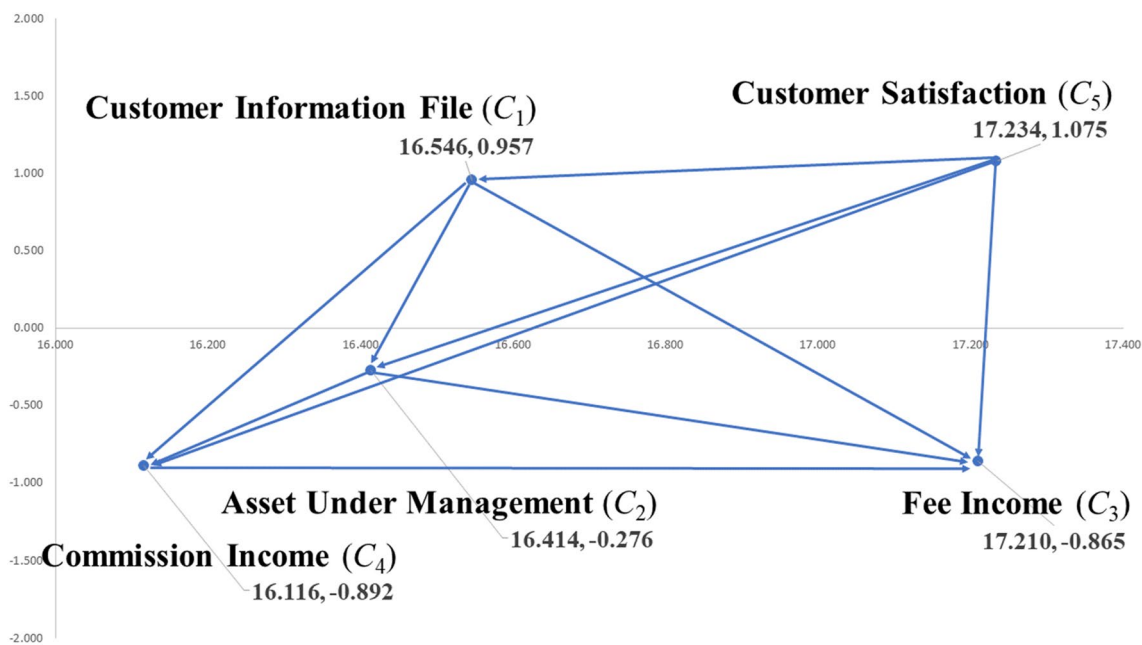 2.000
1.500
Customer Information File (C1)
16.546, 0.957
Customer Satisfaction (C5)
17.234, 1.075
1.000
0.500
0.000
16.000 16.200 16.400 16.600 16.800 17.000 17.200 17.400
-0.500
-1.000
Asset Under Management (C2)
16.414, -0.276
Fee Income (C3)
17.210, -0.865
-1.500
Commission Income (C4)
16.116, -0.892
-2.000